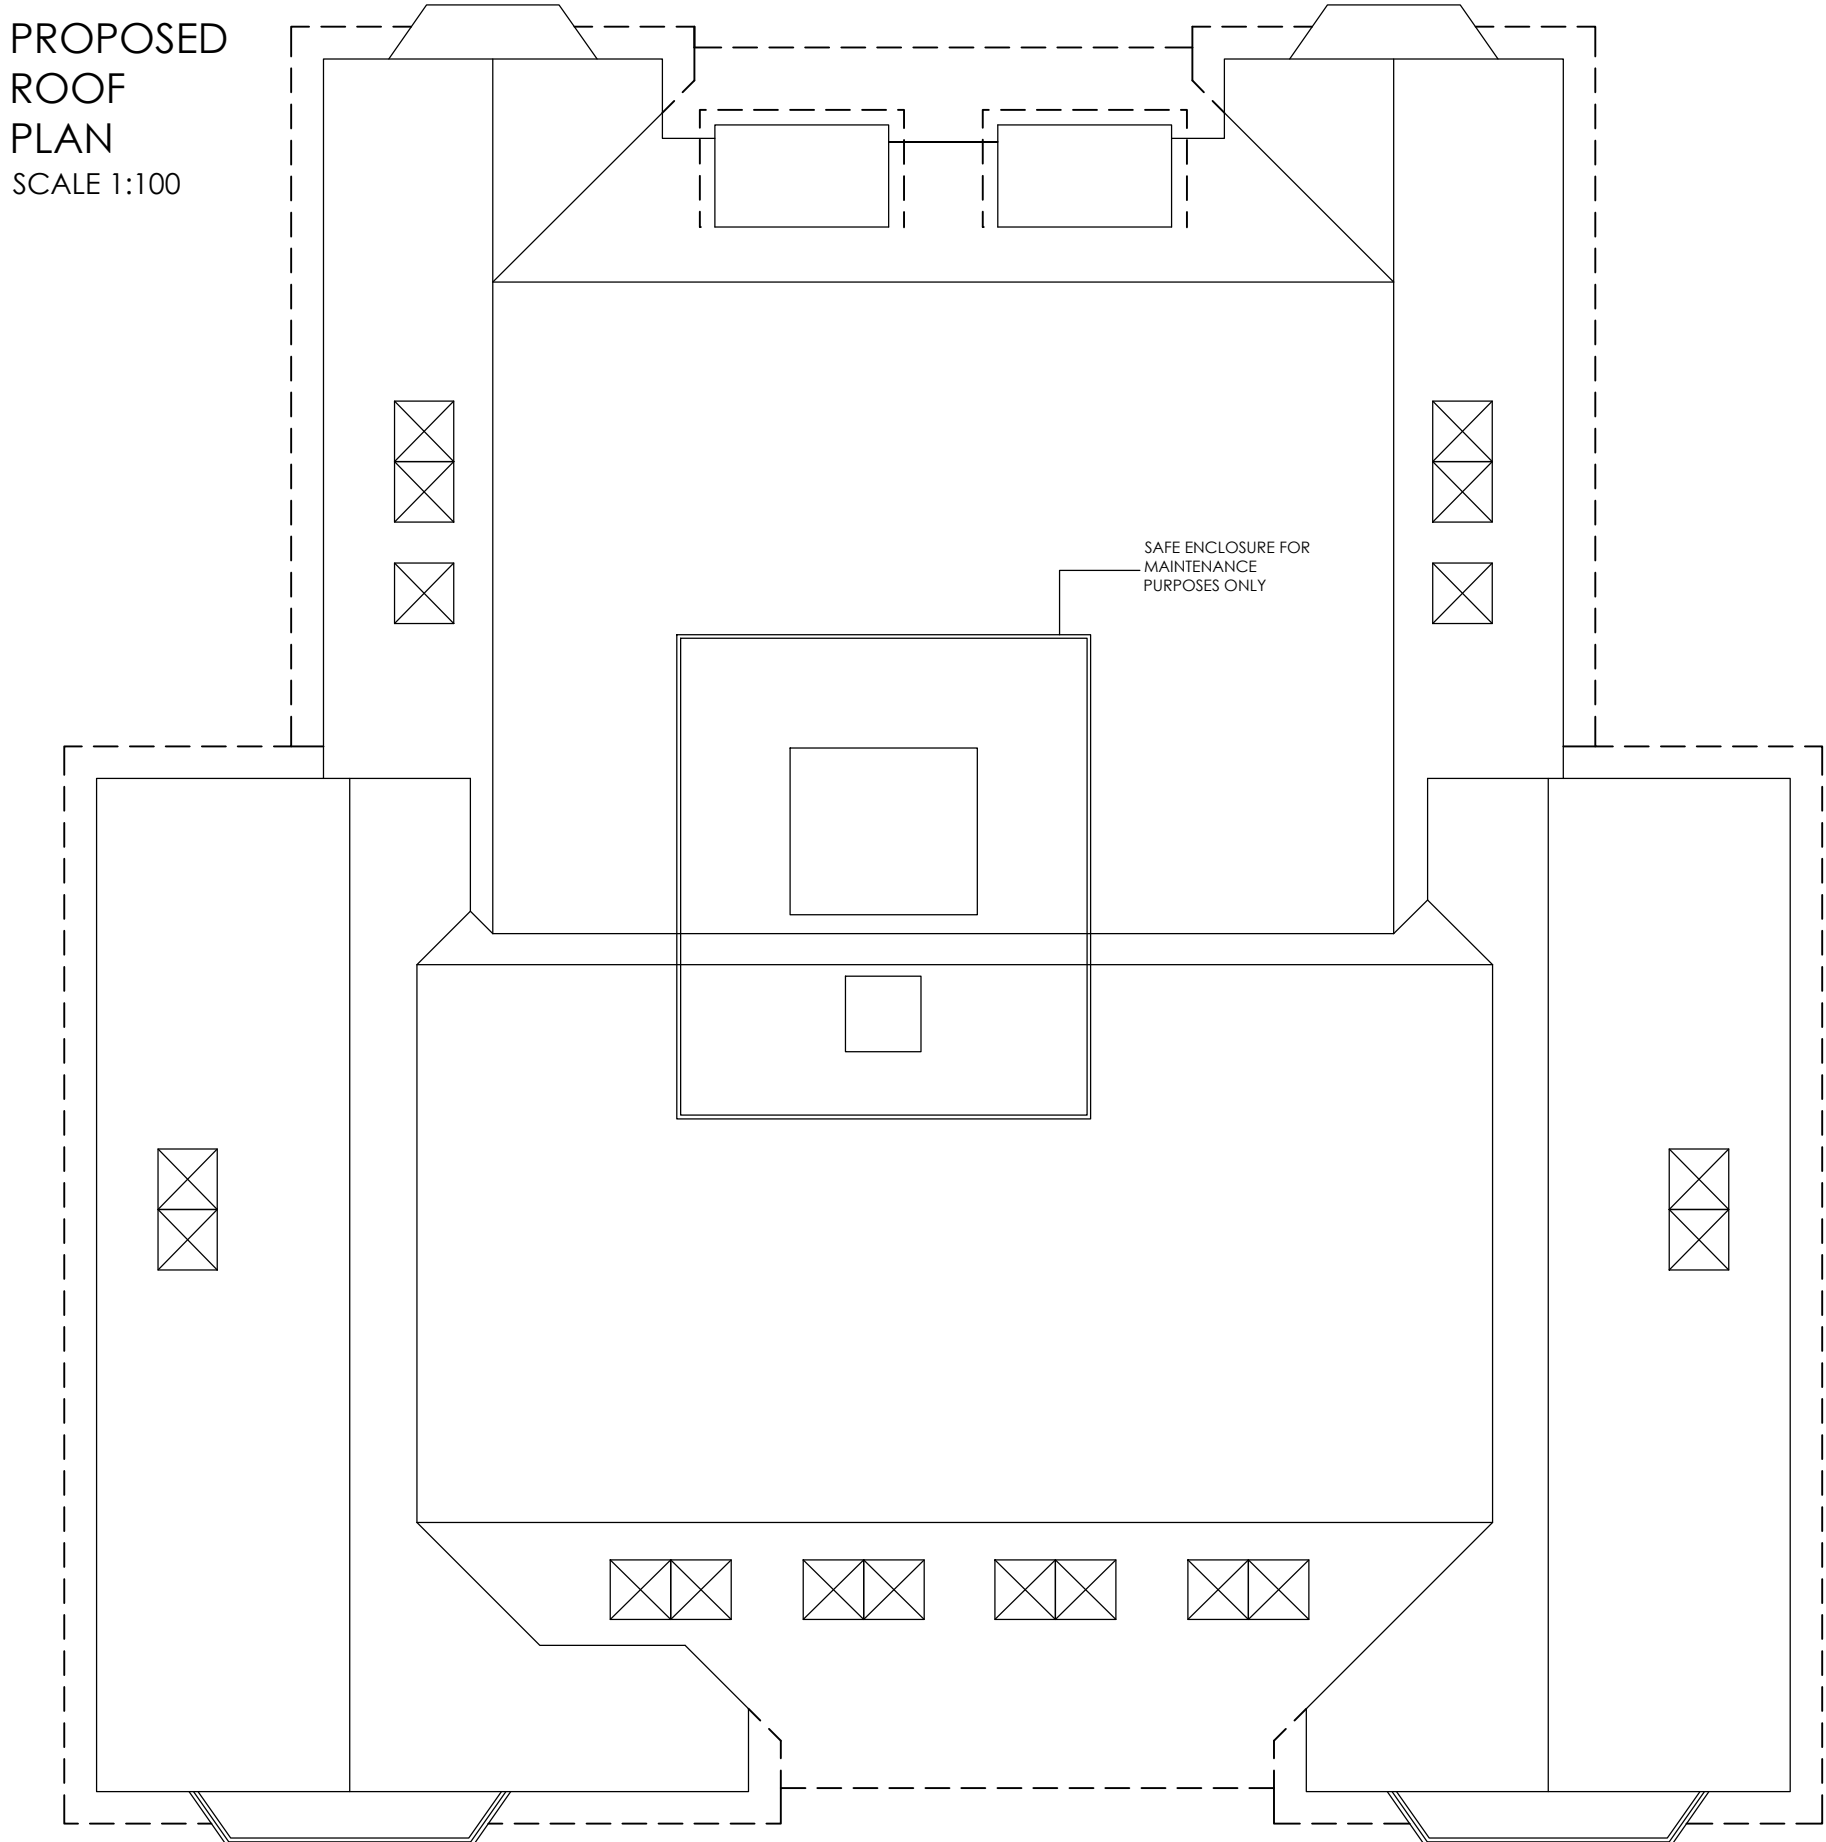 PROPOSED
ROOF
PLAN
SCALE 1:100
SAFE ENCLOSURE FOR
MAINTENANCE
PURPOSES ONLY